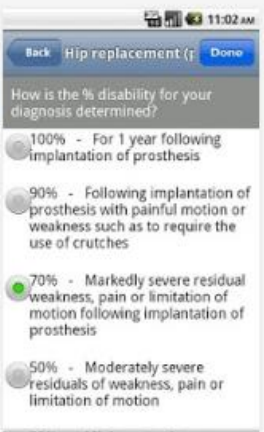 11:02 AM
Back Hip replacement (p Done
How is the % disability for your
diagnosis determined?
100% - For 1 year following
implantation of prosthesis
90% - Following implantation of
prosthesis with painful motion or
weakness such as to require the
use of crutches
70% - Markedly severe residual
weakness, pain or limitation of
motion following implantation of
prosthesis
50% - Moderately severe
residuals of weakness, pain or
limitation of motion